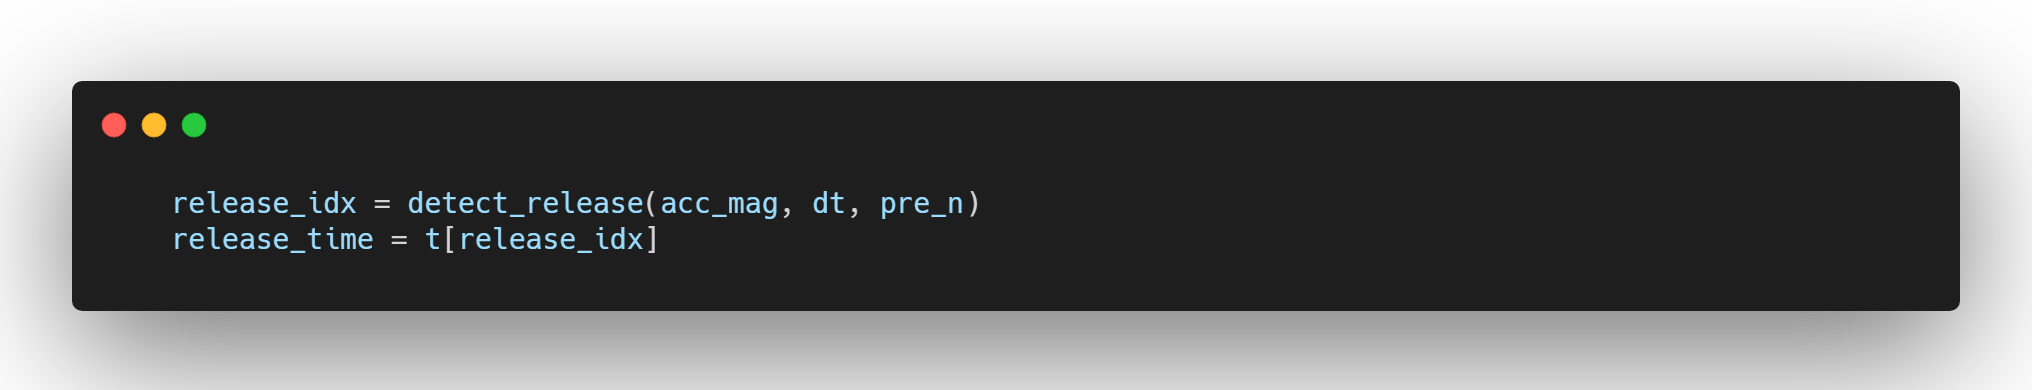 release_idx = detect_release(acc_mag, dt, pre_n)
release_time = t[release_idx]